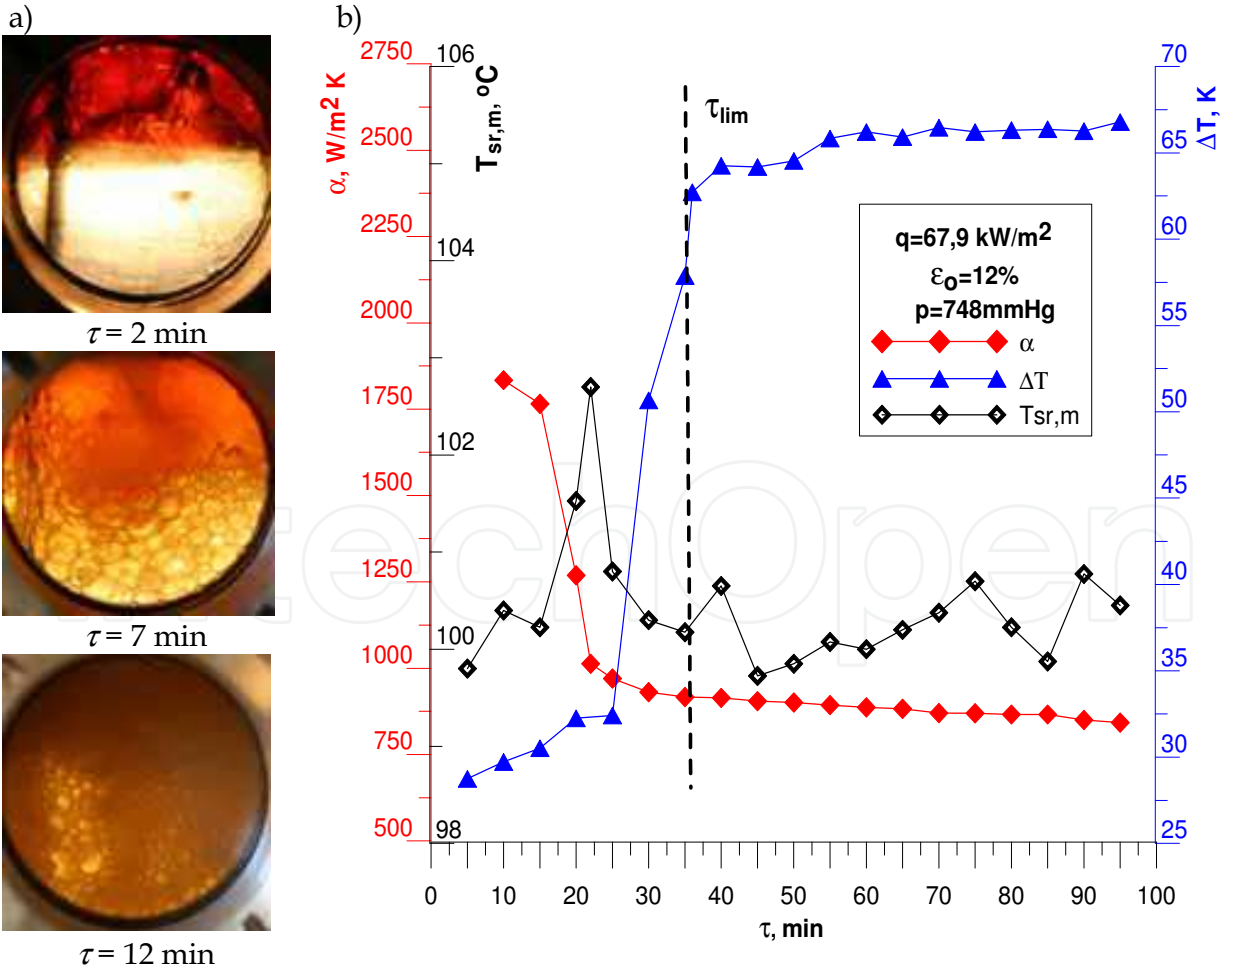 a)
τ = 2 min
τ = 7 min
τ = 12 min
b)
2750
2500
2250
2000
1750
1500
1250
1000
750
500
α, W/m2 K
106
104
102
100
98
Tsr,m, oC
τlim
70
65
60
55
50
45
40
35
30
25
ΔT, K
q=67,9 kW/m2
εo=12%
p=748mmHg
α
ΔT
Tsr,m
0 10 20 30 40 50 60 70 80 90 100
τ, min
intechOpen